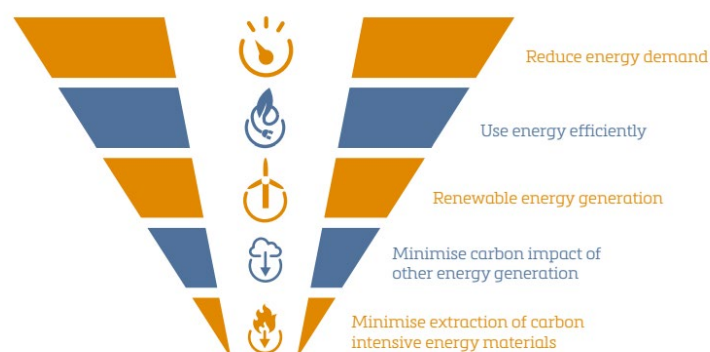 Reduce energy demand
Use energy efficiently
Renewable energy generation
Minimise carbon impact of
other energy generation
Minimise extraction of carbon
intensive energy materials